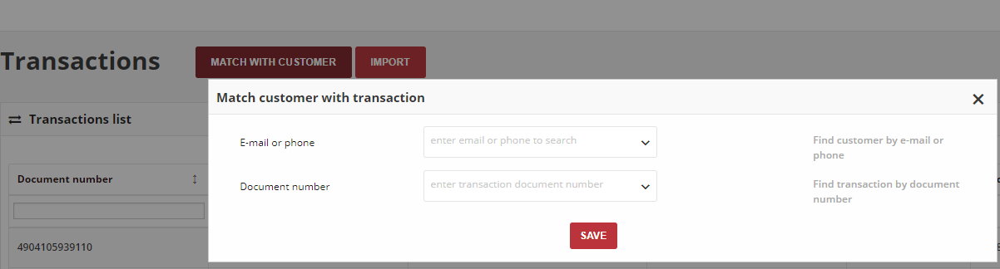 Transactions
MATCH WITH CUSTOMER
IMPORT
Match customer with transaction
Transactions list
E-mail or phone
enter email or phone to search
Find customer by e-mail or
phone
Document number
Document number
enter transaction document number
Find transaction by document
number
SAVE
4904105939110